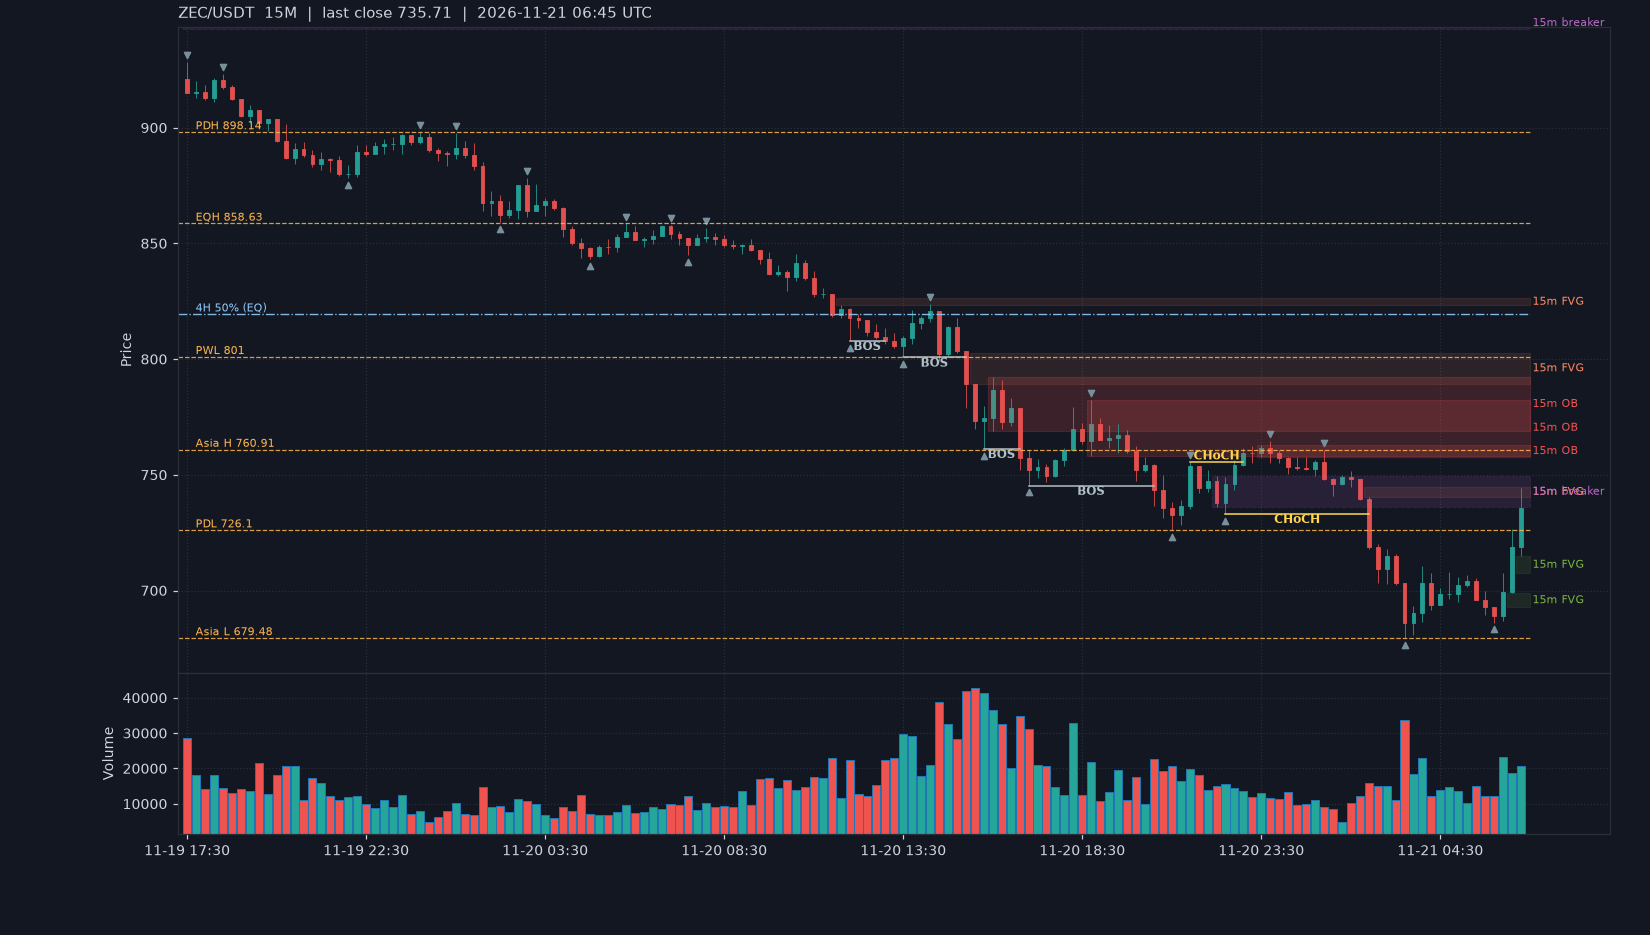 ZEC/USDT 15M | last close 735.71 | 2026-11-21 06:45 UTC
15m breaker
900
PDH 898.14
EQH 858.63
850
4H 50% (EQ)
15m FVG
BOS
PWL 801
800
BOS
15m FVG
15m OB
15m OB
Asia H 760.91
BOS
CHoCH
15m OB
750
BOS
15m FVG
15m breaker
CHoCH
PDL 726.1
15m FVG
700
15m FVG
Asia L 679.48
Price
40000
30000
20000
10000
Volume
11-19 17:30
11-19 22:30
11-20 03:30
11-20 08:30
11-20 13:30
11-20 18:30
11-20 23:30
11-21 04:30